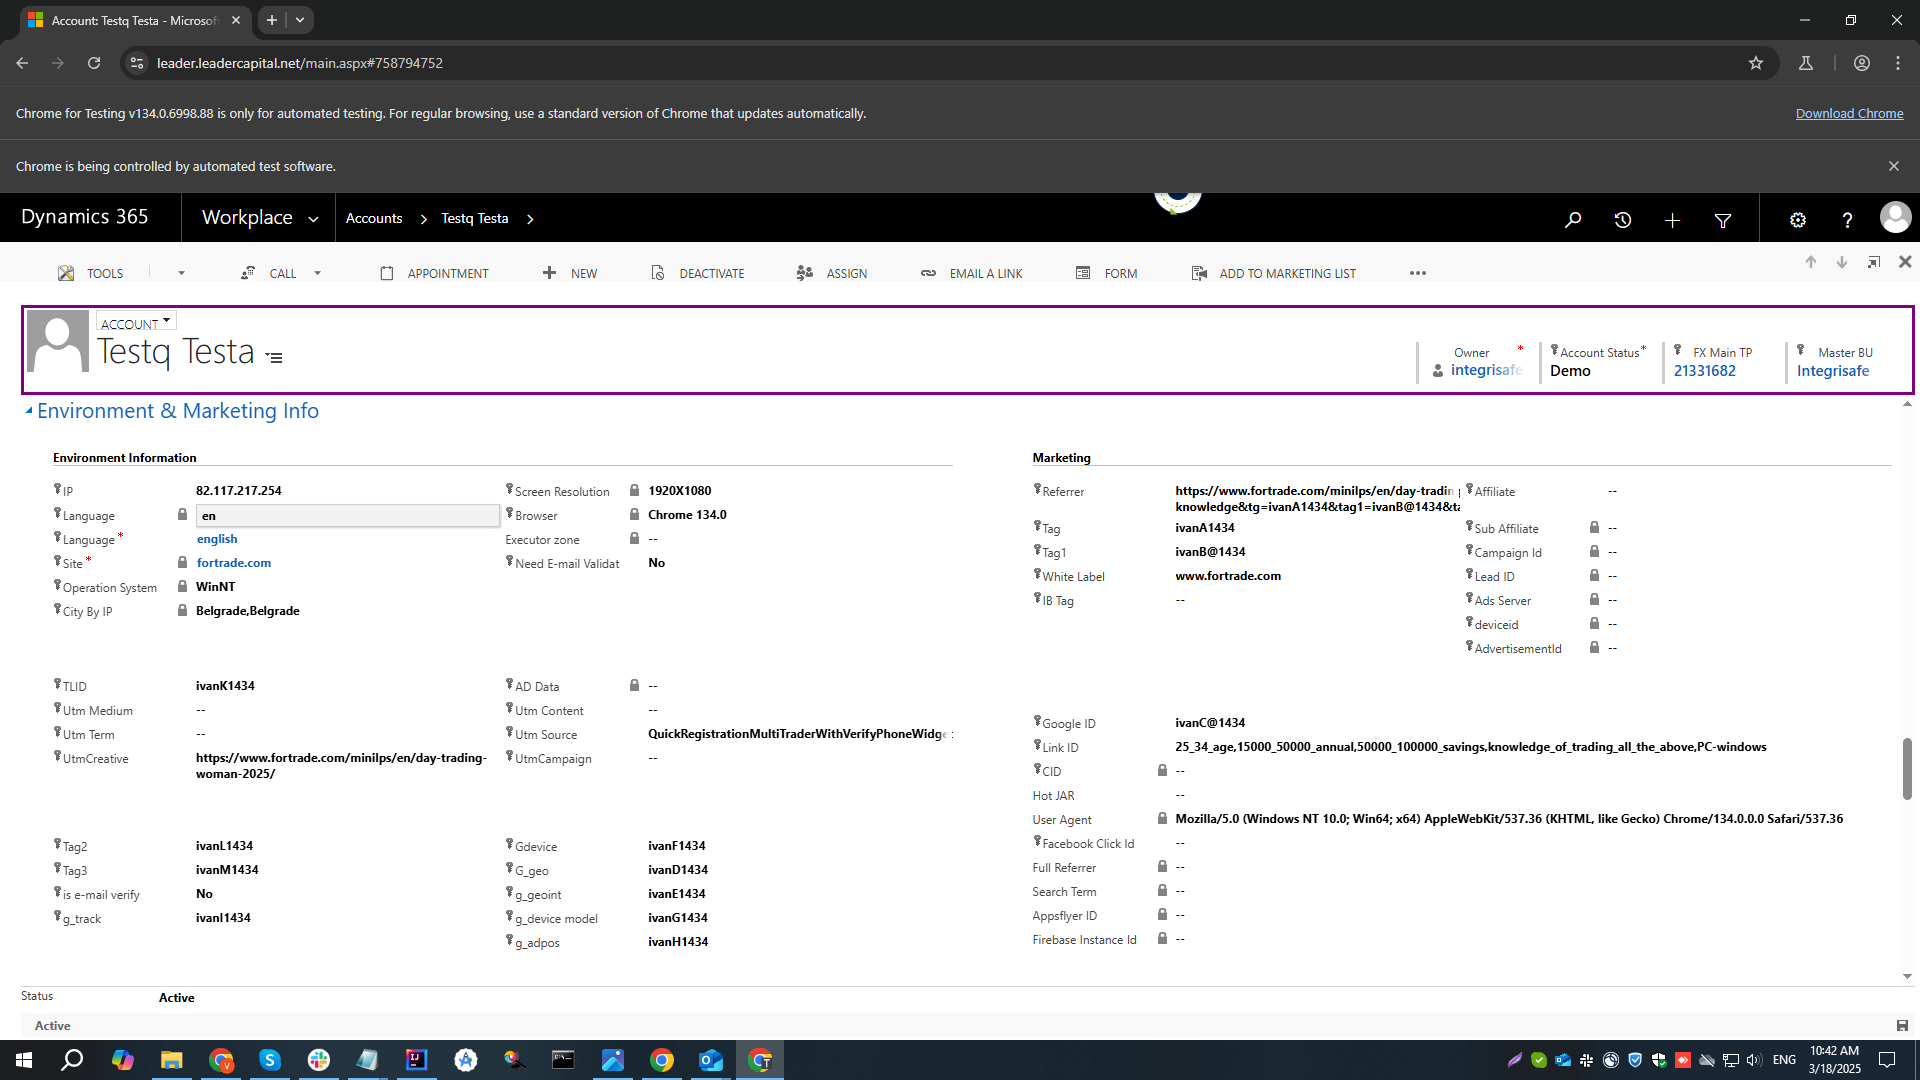 Account: Testq Testa - Microsof
leader.leadercapital.net/main.aspx#758794752
Chrome for Testing v134.0.6998.88 is only for automated testing. For regular browsing, use a standard version of Chrome that updates automatically.
Download Chrome
Chrome is being controlled by automated test software.
Dynamics 365
Workplace
Accounts
Testq Testa
TOOLS
CALL
APPOINTMENT
NEW
DEACTIVATE
ASSIGN
EMAIL A LINK
FORM
ADD TO MARKETING LIST
ACCOUNT
Testq Testa
Owner *
integrisafe
Account Status *
Demo
FX Main TP
21331682
Master BU
Integrisafe
Environment & Marketing Info
Environment Information
IP 82.117.217.254
Language en
Language * english
Site * fortrade.com
Operation System WinNT
City By IP Belgrade,Belgrade
Screen Resolution 1920X1080
Browser Chrome 134.0
Executor zone --
Need E-mail Validat No
TLID ivanK1434
Utm Medium --
Utm Term --
UtmCreative https://www.fortrade.com/minilps/en/day-trading-
woman-2025/
AD Data --
Utm Content --
Utm Source QuickRegistrationMultiTraderWithVerifyPhoneWidge
UtmCampaign --
Tag2 ivanL1434
Tag3 ivanM1434
is e-mail verify No
g_track ivanI1434
Gdevice ivanF1434
G_geo ivanD1434
g_geoint ivanE1434
g_device model ivanG1434
g_adpos ivanH1434
Marketing
Referrer https://www.fortrade.com/minilps/en/day-tradin
knowledge&tg=ivanA1434&tag1=ivanB@1434&ta
Tag ivanA1434
Tag1 ivanB@1434
White Label www.fortrade.com
IB Tag --
Affiliate --
Sub Affiliate --
Campaign Id --
Lead ID --
Ads Server --
deviceid --
AdvertisementId --
Google ID ivanC@1434
Link ID 25_34_age,15000_50000_annual,50000_100000_savings,knowledge_of_trading_all_the_above,PC-windows
CID --
Hot JAR --
User Agent Mozilla/5.0 (Windows NT 10.0; Win64; x64) AppleWebKit/537.36 (KHTML, like Gecko) Chrome/134.0.0.0 Safari/537.36
Facebook Click Id --
Full Referrer --
Search Term --
Appsflyer ID --
Firebase Instance Id --
Status Active
Active
ENG
10:42 AM
3/18/2025